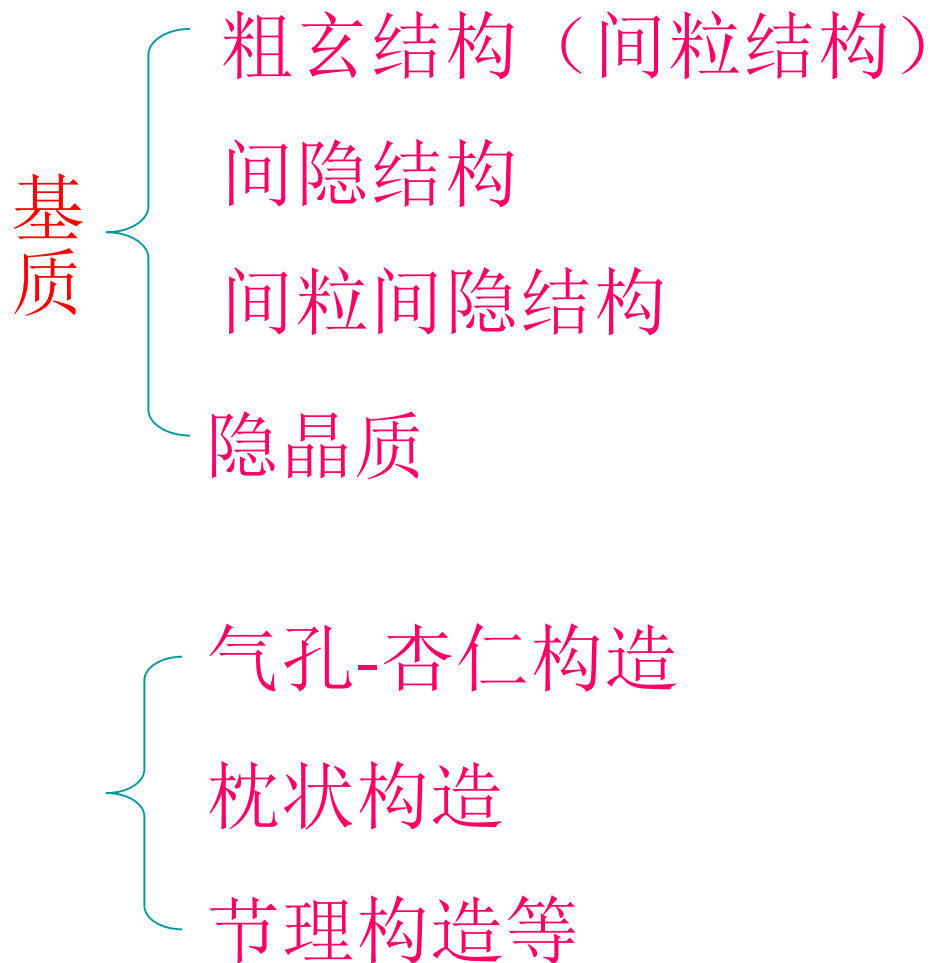 基质
粗玄结构（间粒结构）
间隐结构
间粒间隐结构
隐晶质
气孔-杏仁构造
枕状构造
节理构造等